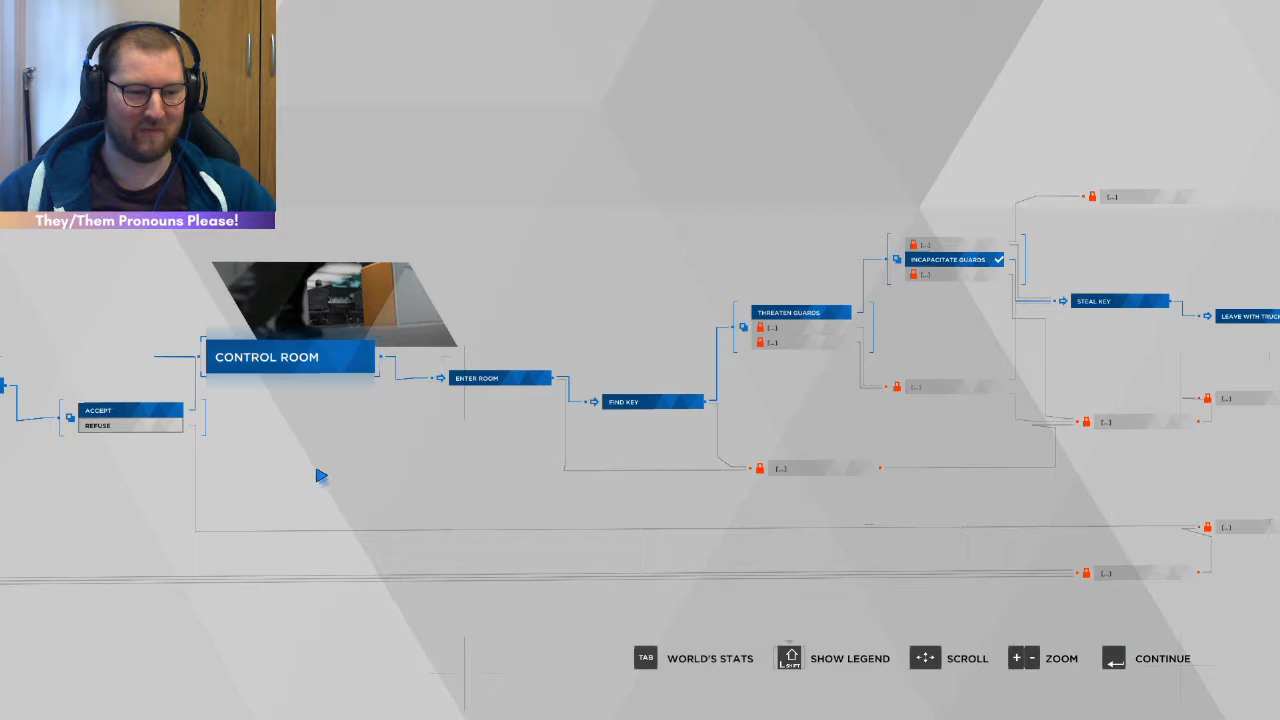 They/Them Pronouns Please!
[...]
[...]
INCAPACITATE GUARDS
[...]
STEAL KEY
THREATEN GUARDS
LEAVE WITH TRUCK
[...]
[...]
CONTROL ROOM
ENTER ROOM
[...]
[...]
FIND KEY
ACCEPT
[...]
REFUSE
[...]
[...]
[...]
TAB WORLD'S STATS
L SHIFT SHOW LEGEND
SCROLL
+ - ZOOM
CONTINUE